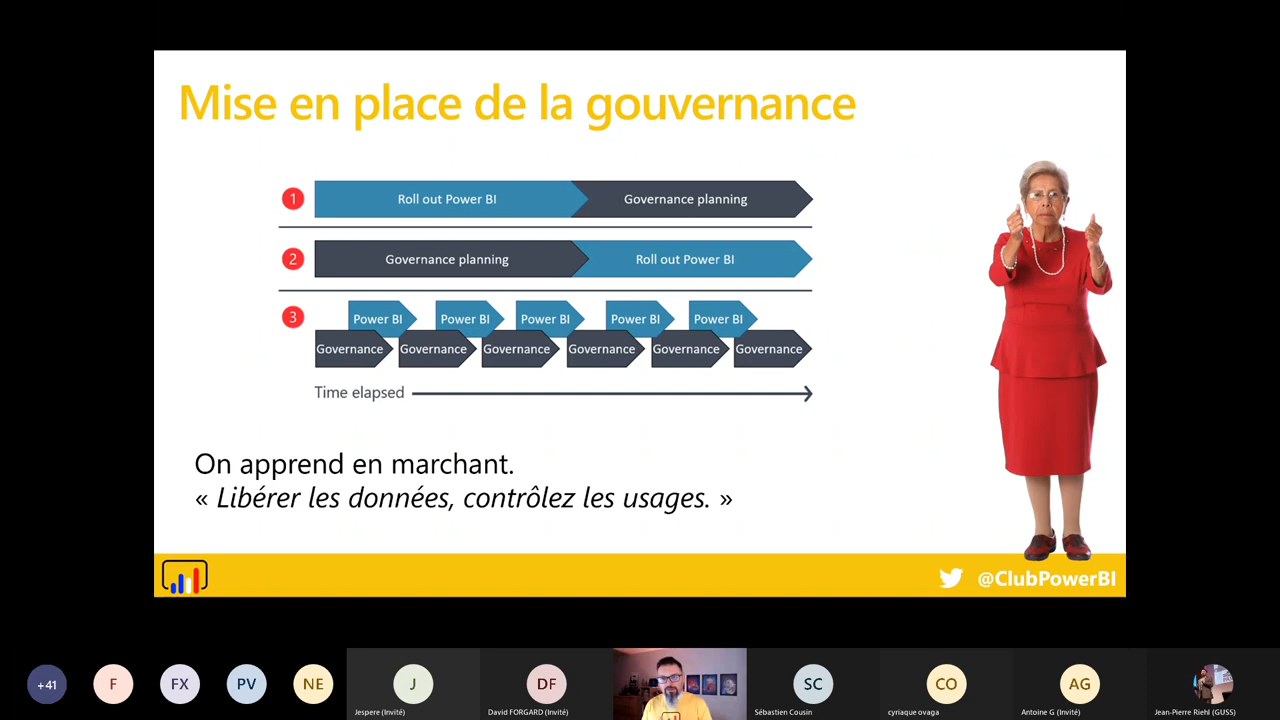 Mise en place de la gouvernance
1
Roll out Power BI
Governance planning
2
Governance planning
Roll out Power BI
3
Power BI
Power BI
Power BI
Power BI
Power BI
Governance
Governance
Governance
Governance
Governance
Governance
Time elapsed
On apprend en marchant.
« Libérer les données, contrôlez les usages. »
@ClubPowerBI
+41
F
FX
PV
NE
J
DF
SC
CO
AG
Jespere (Invité)
David FORGARD (Invité)
Sébastien Cousin
cyriaque ovaga
Antoine G (Invité)
Jean-Pierre Riehl (GUSS)